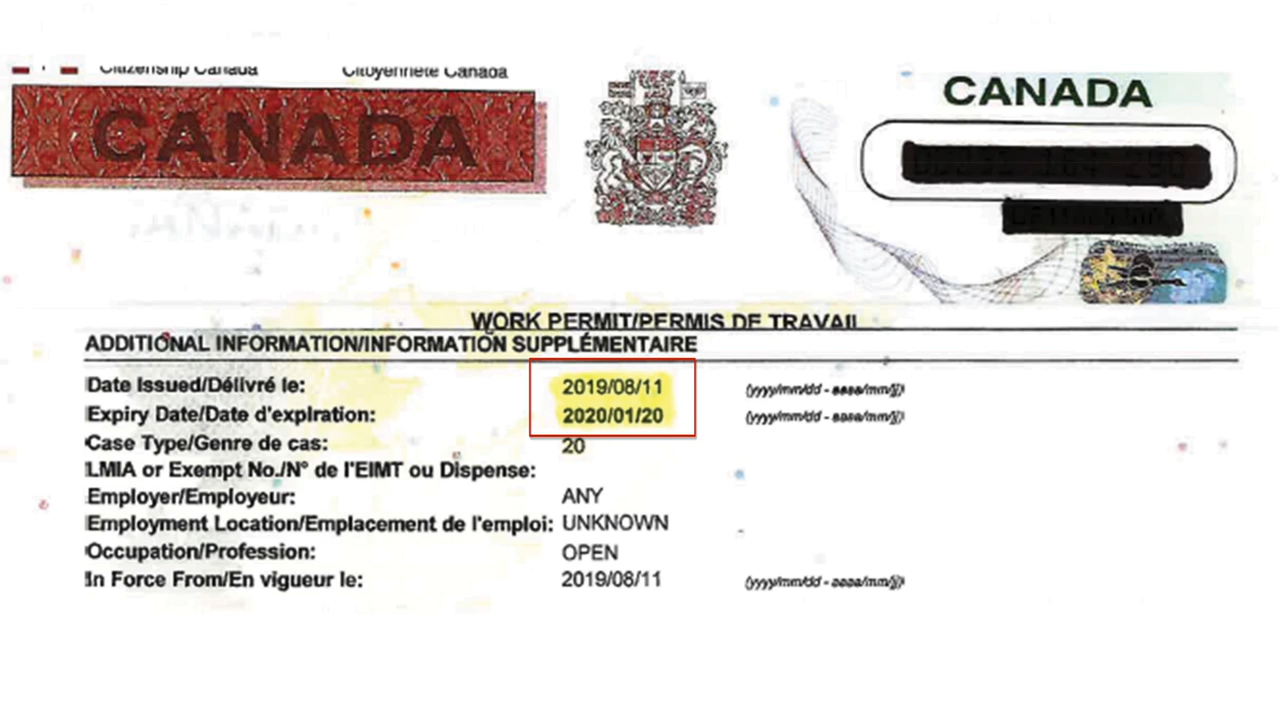 Citizenship Canada Citoyenneté Canada
CANADA
CANADA
WORK PERMIT/PERMIS DE TRAVAIL
ADDITIONAL INFORMATION/INFORMATION SUPPLÉMENTAIRE
Date Issued/Délivré le: 2019/08/11 (yyyy/mm/dd - aaaa/mm/jj)
Expiry Date/Date d'expiration: 2020/01/20 (yyyy/mm/dd - aaaa/mm/jj)
Case Type/Genre de cas: 20
LMIA or Exempt No./N° de l'EIMT ou Dispense:
Employer/Employeur: ANY
Employment Location/Emplacement de l'emploi: UNKNOWN
Occupation/Profession: OPEN
In Force From/En vigueur le: 2019/08/11 (yyyy/mm/dd - aaaa/mm/jj)